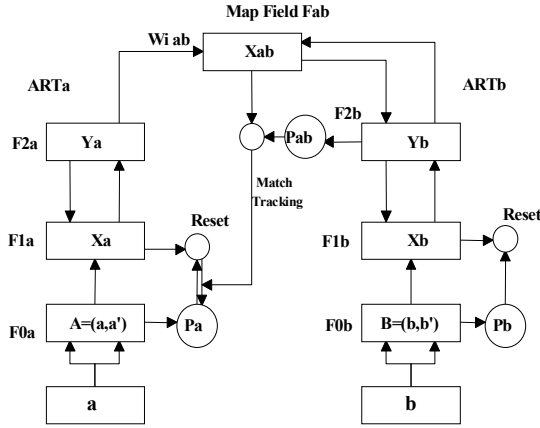 Map Field Fab
Wi ab
Xab
ARTa
ARTb
F2a
Ya
Pab
F2b
Yb
Match
Tracking
F1a
Xa
Reset
F1b
Xb
Reset
F0a
A=(a,a')
Pa
F0b
B=(b,b')
Pb
a
b